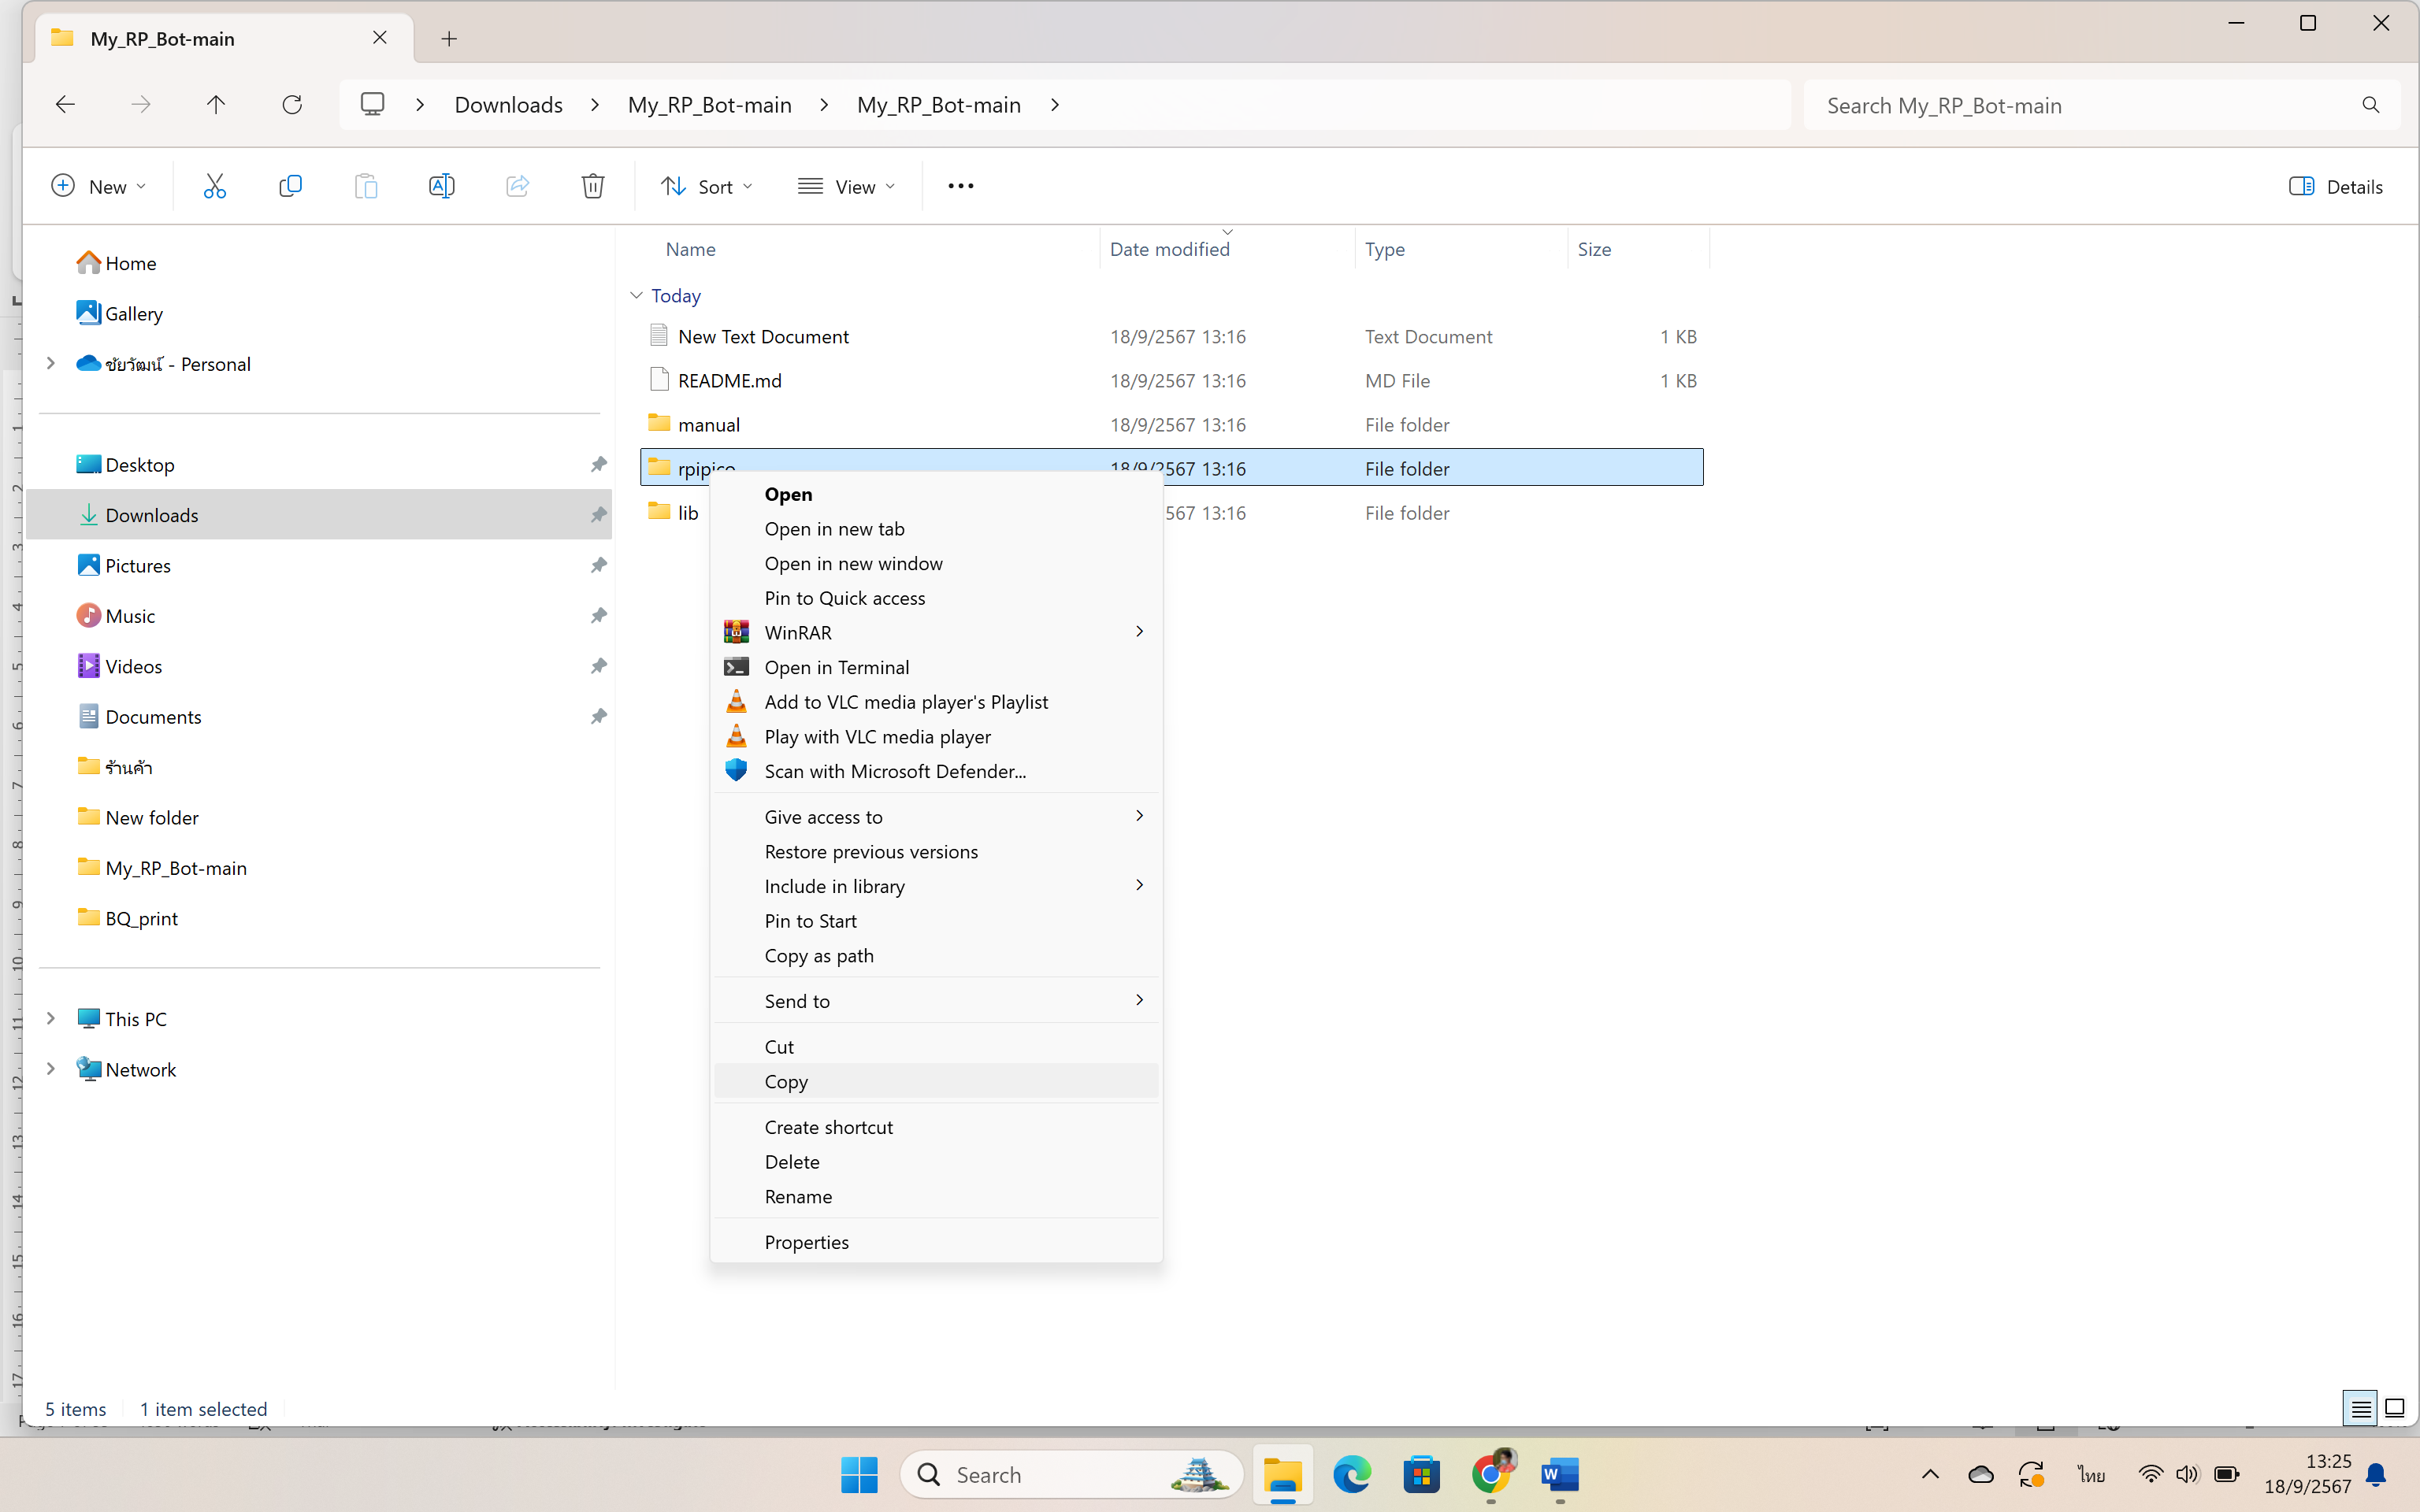 My_RP_Bot-main
Downloads My_RP_Bot-main My_RP_Bot-main Search My_RP_Bot-main
New Sort View Details
Name Date modified Type Size
Home
Gallery
ชัยวัฒน์ - Personal
Desktop
Downloads
Pictures
Music
Videos
Documents
ร้านค้า
New folder
My_RP_Bot-main
BQ_print
This PC
Network
Today
New Text Document 18/9/2567 13:16 Text Document 1 KB
README.md 18/9/2567 13:16 MD File 1 KB
manual 18/9/2567 13:16 File folder
rpipico 18/9/2567 13:16 File folder
lib 567 13:16 File folder
Open
Open in new tab
Open in new window
Pin to Quick access
WinRAR
Open in Terminal
Add to VLC media player's Playlist
Play with VLC media player
Scan with Microsoft Defender...
Give access to
Restore previous versions
Include in library
Pin to Start
Copy as path
Send to
Cut
Copy
Create shortcut
Delete
Rename
Properties
5 items 1 item selected
Search ไทย 13:25
18/9/2567